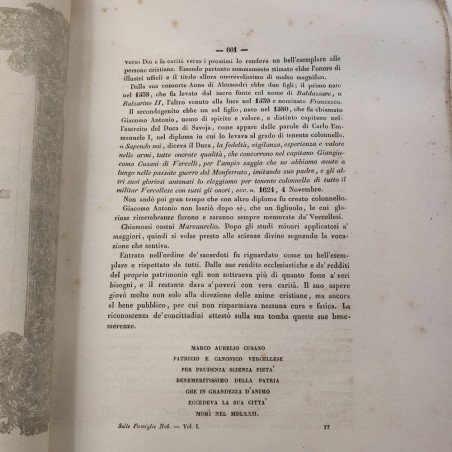 — 601 —
verso Dio e la carità verso i prossimi lo rendeva un bell'esemplare alle
persone cristiane. Essendo pertanto sommamente stimato ebbe l'onore di
illustri ufficii e il titolo allora onorevolissimo di molto magnifico.
Dalla sua consorte Anna di Alessandri ebbe due figli; il primo nato
nel 1558, che fu levato dal sacro fonte col nome di Baldassare, o
Balzarino II, l'altro venuto alla luce nel 1559 e nominato Francesco.
Il secondogenito ebbe un sol figlio, nato nel 1580, che fu chiamato
Giacomo Antonio, uomo di spirito e valore, e distinto capitano nel-
l'esercito del Duca di Savoja, come appare dalle parole di Carlo Em-
manuele I, nel diploma in cui lo levava al grado di tenente colonnello.
« Sapendo noi, diceva il Duca, la fedeltà, vigilanza, esperienza e valore
nelle armi, tutte onorate qualità, che concorrono nel capitano Giangia-
como Cusani di Vercelli, per l'ampio saggio che ne abbiamo avuto a
lungo nelle passate guerre del Monferrato, imitando suo padre, e gli al-
tri suoi gloriosi antenati lo eleggiamo per tenente colonnello di tutto il
militar Vercellese con tutti gli onori, ecc. » 1624, 4 Novembre.
Non andò poi gran tempo che con altro diploma fu creato colonnello.
Giacomo Antonio non lasciò dopo sè, che un figliuolo, le cui glo-
riose rimembranze furono e saranno sempre memorate da' Vercellesi.
Chiamossi costui Marcaurelio. Dopo gli studi minori applicatosi a'
maggiori, quindi si volse presto alle scienze divine seguendo la voca-
zione che sentiva.
Entrato nell'ordine de' sacerdoti fu riguardato come un bell'esem-
plare e rispettato da tutti. Dalle rendite ecclesiastiche e da' redditi
del proprio patrimonio egli non sottraeva più di quanto fosse a' veri
bisogni, e il restante dava a' poveri con vera carità. Il suo sapere
giovò molto non solo alla direzione delle anime cristiane, ma ancora
al bene pubblico, per cui non risparmiava nessuna cura e fatica. La
riconoscenza de' concittadini attestò sulla sua tomba queste sue bene-
merenze.
MARCO AURELIO CUSANO
PATRICIO E CANONICO VERCELLESE
PER PRUDENZA SCIENZA PIETA'
BENEMERITISSIMO DELLA PATRIA
CHE IN GRANDEZZA D'ANIMO
ECCEDEVA LA SUA CITTA'
MORÌ NEL MDLXXII.
Sulle Famiglie Nob. — Vol. I. 77